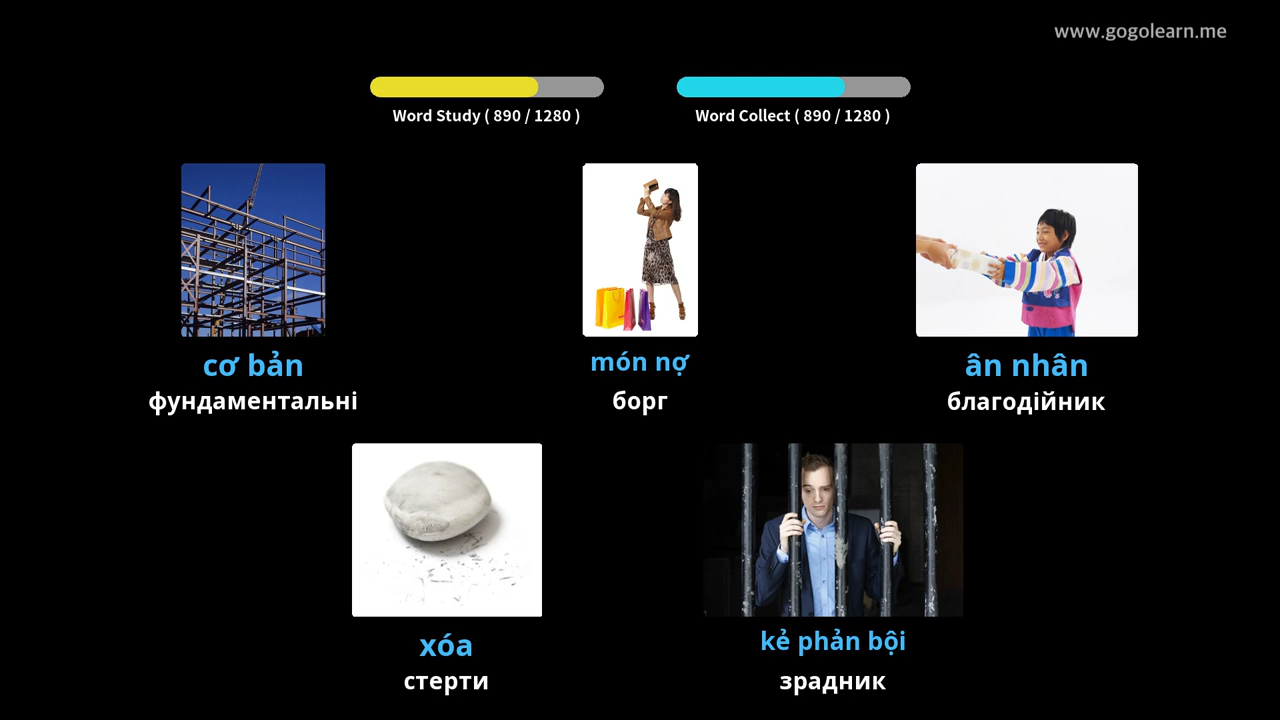 www.gogolearn.me
Word Study ( 890 / 1280 )
Word Collect ( 890 / 1280 )
cơ bản
фундаментальні
món nợ
борг
ân nhân
благодійник
xóa
стерти
kẻ phản bội
зрадник